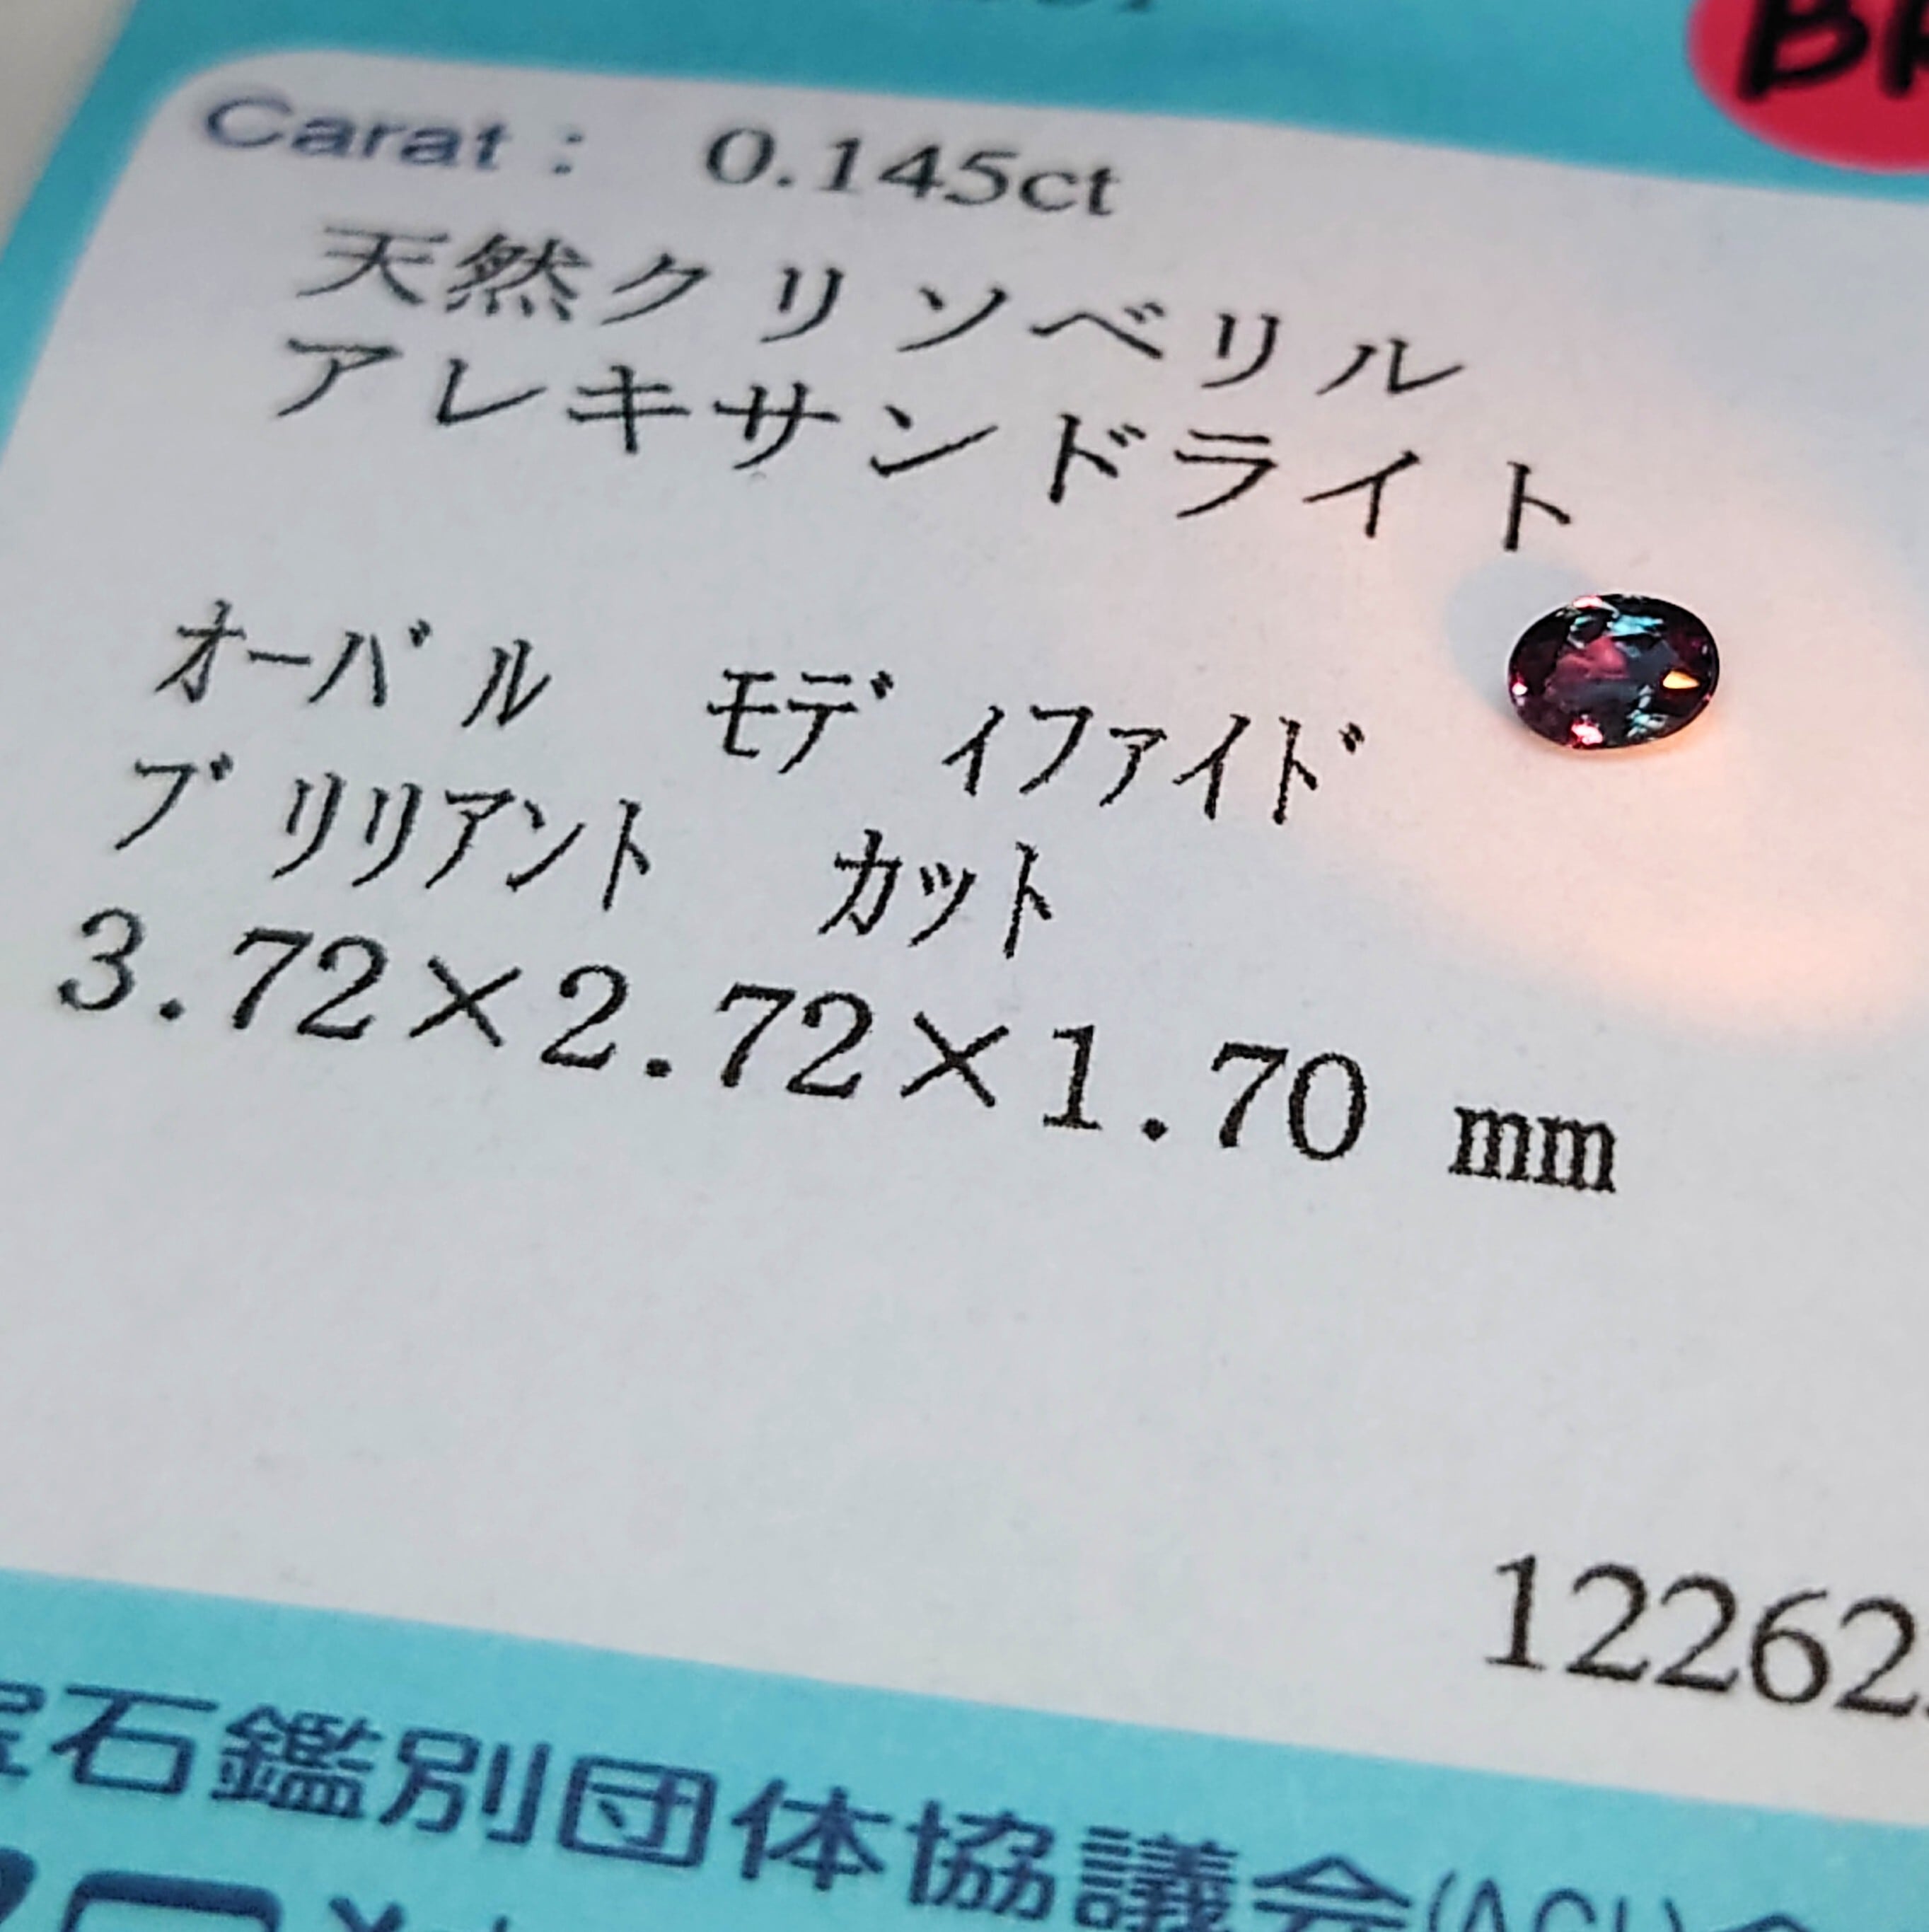 Carat : 0.145ct
天然クリソベリル
アレキサンドライト
ｵｰﾊﾞﾙ ﾓﾃﾞｨﾌｧｲﾄﾞ
ﾌﾞﾘﾘｱﾝﾄ ｶｯﾄ
3.72×2.72×1.70 mm
12262
宝石鑑別団体協議会(AGL)